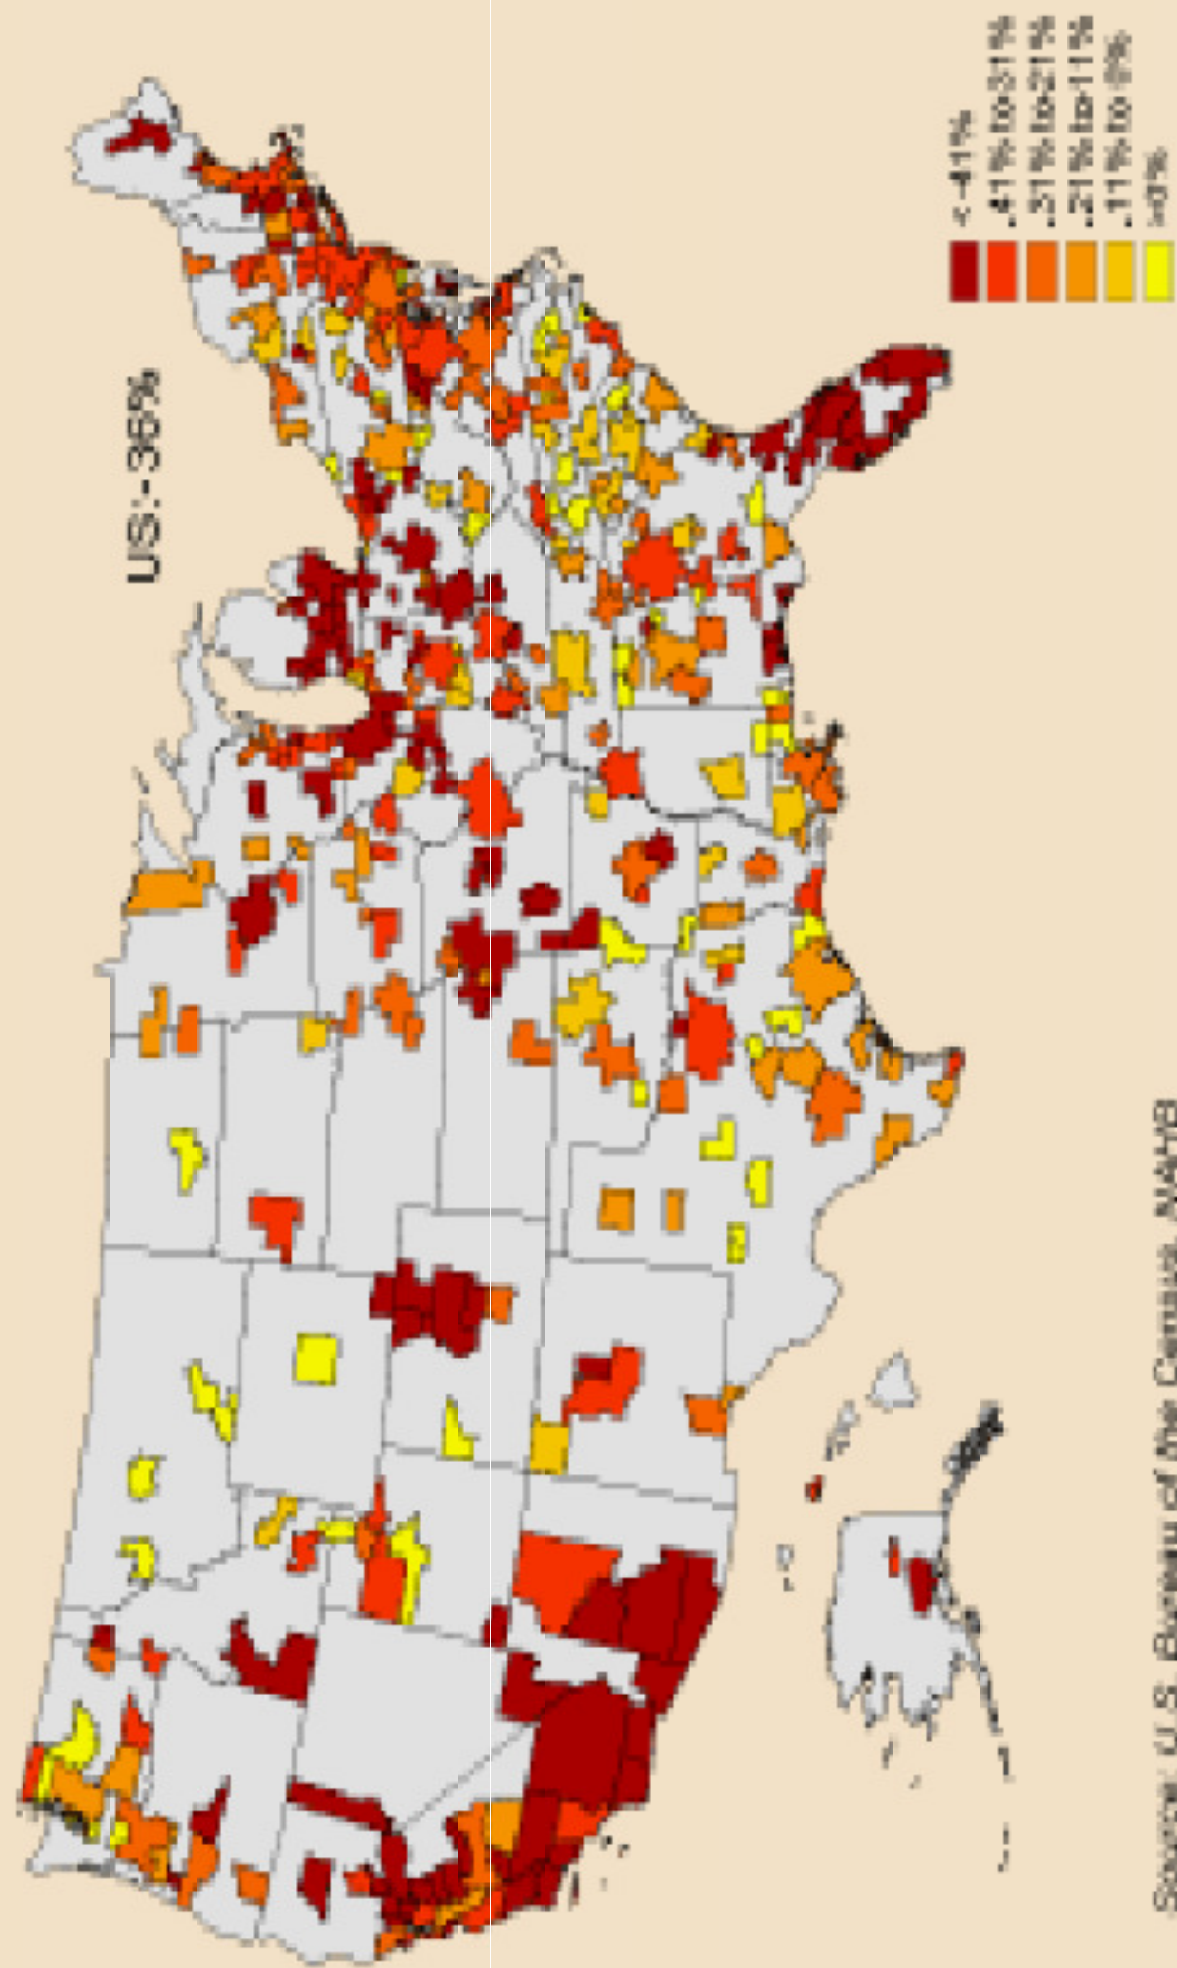 US:-36%
< -41%
-41% to-31%
-31% to-21%
-21% to-11%
-11% to 0%
>0%
Source: U.S. Bureau of the Census, NAHB